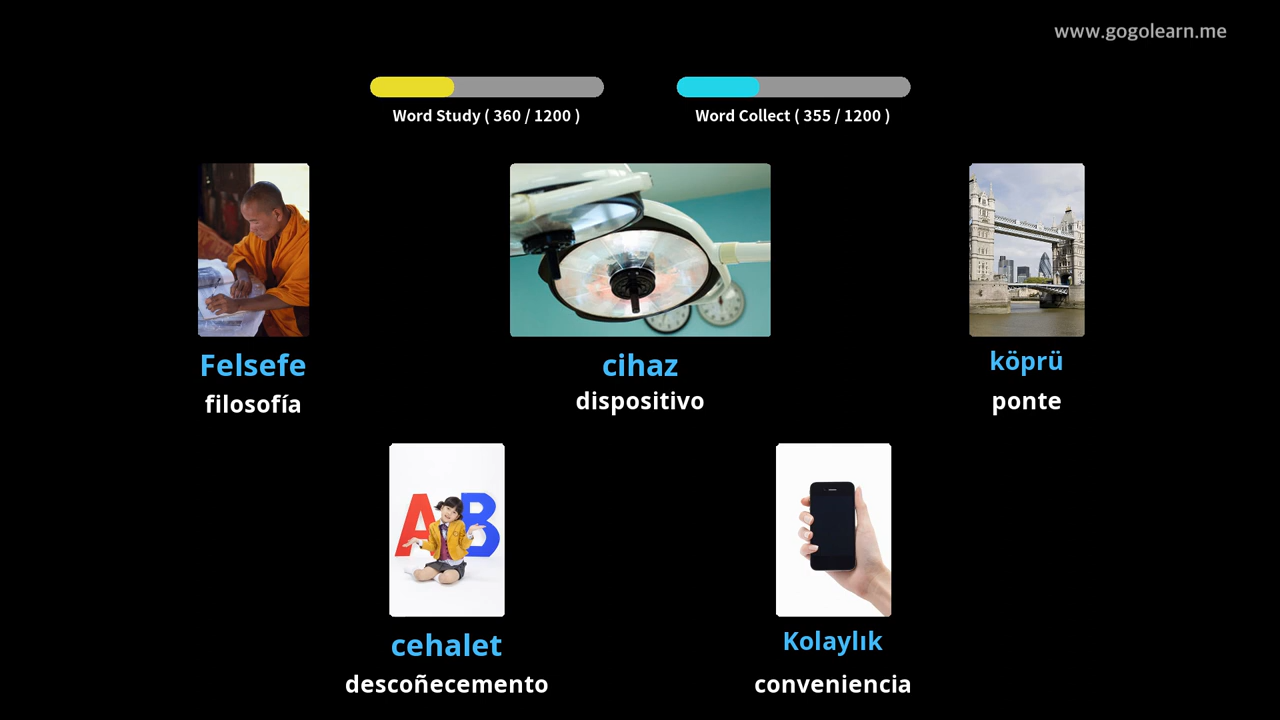 www.gogolearn.me
Word Study ( 360 / 1200 )
Word Collect ( 355 / 1200 )
Felsefe
filosofía
cihaz
dispositivo
köprü
ponte
A B
cehalet
descoñecemento
Kolaylık
conveniencia